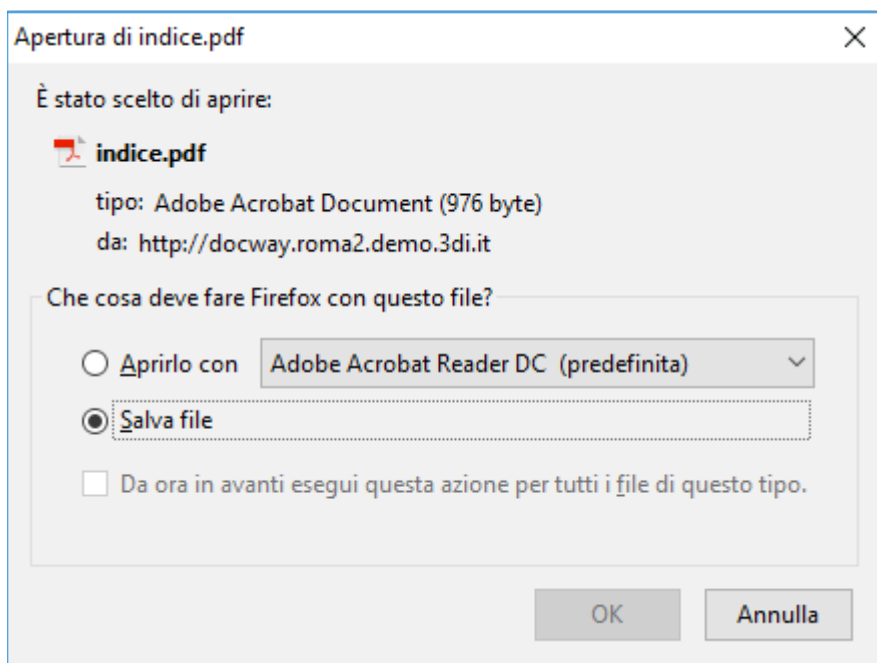 Apertura di indice.pdf
È stato scelto di aprire:
indice.pdf
tipo: Adobe Acrobat Document (976 byte)
da: http://docway.roma2.demo.3di.it
Che cosa deve fare Firefox con questo file?
Aprirlo con Adobe Acrobat Reader DC (predefinita)
Salva file
Da ora in avanti esegui questa azione per tutti i file di questo tipo.
OK Annulla